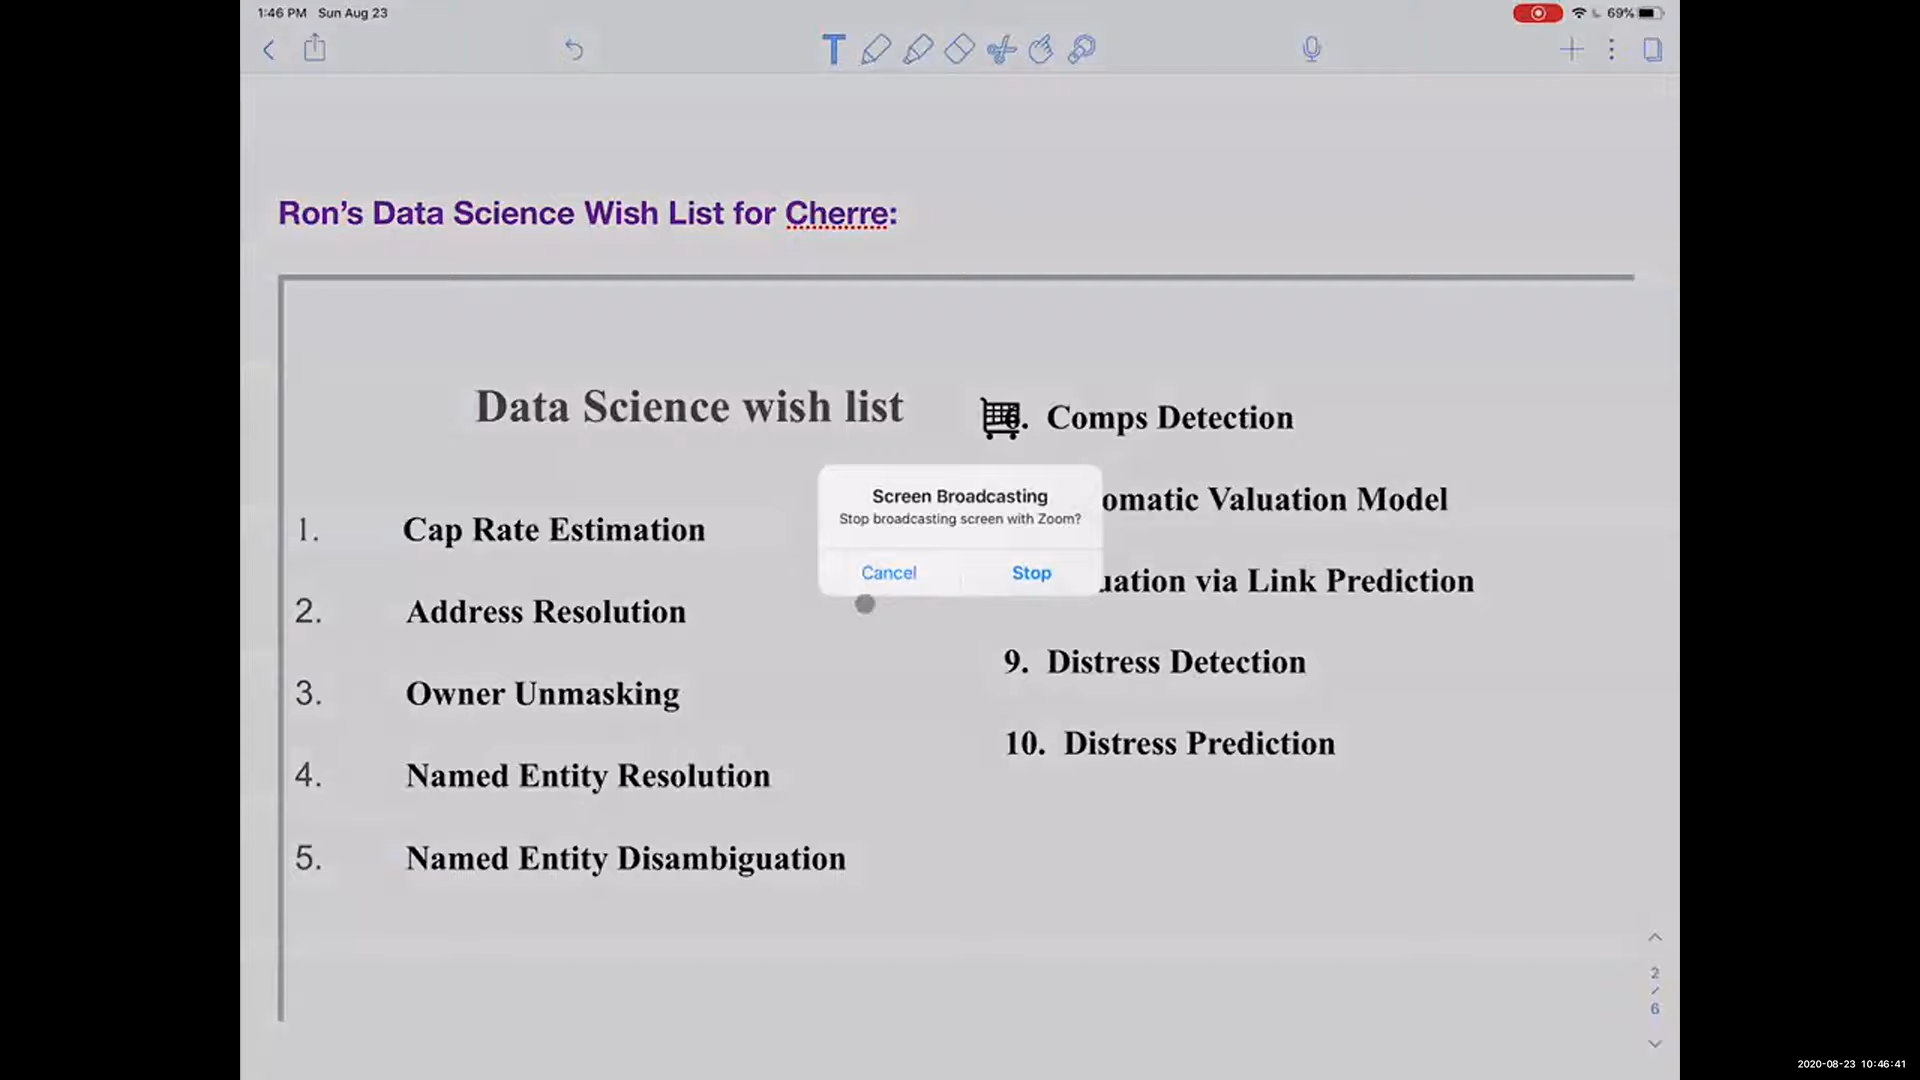 1:46 PM Sun Aug 23
69%
T
Ron's Data Science Wish List for Cherre:
Data Science wish list
1. Cap Rate Estimation
2. Address Resolution
3. Owner Unmasking
4. Named Entity Resolution
5. Named Entity Disambiguation
Comps Detection
omatic Valuation Model
uation via Link Prediction
9. Distress Detection
10. Distress Prediction
Screen Broadcasting
Stop broadcasting screen with Zoom?
Cancel Stop
2
/
6
2020-08-23 10:46:41